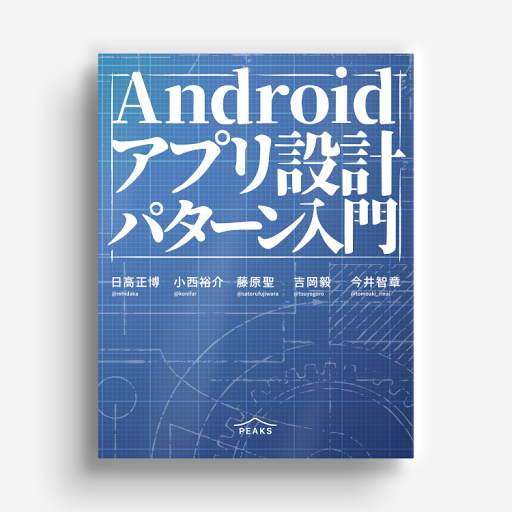 Android
アプリ設計
パターン入門
日高正博 小西裕介 藤原聖 吉岡毅 今井智章
@mhidaka @konifar @satorufujiwara @tsuyogoro @tomoaki_imai
PEAKS